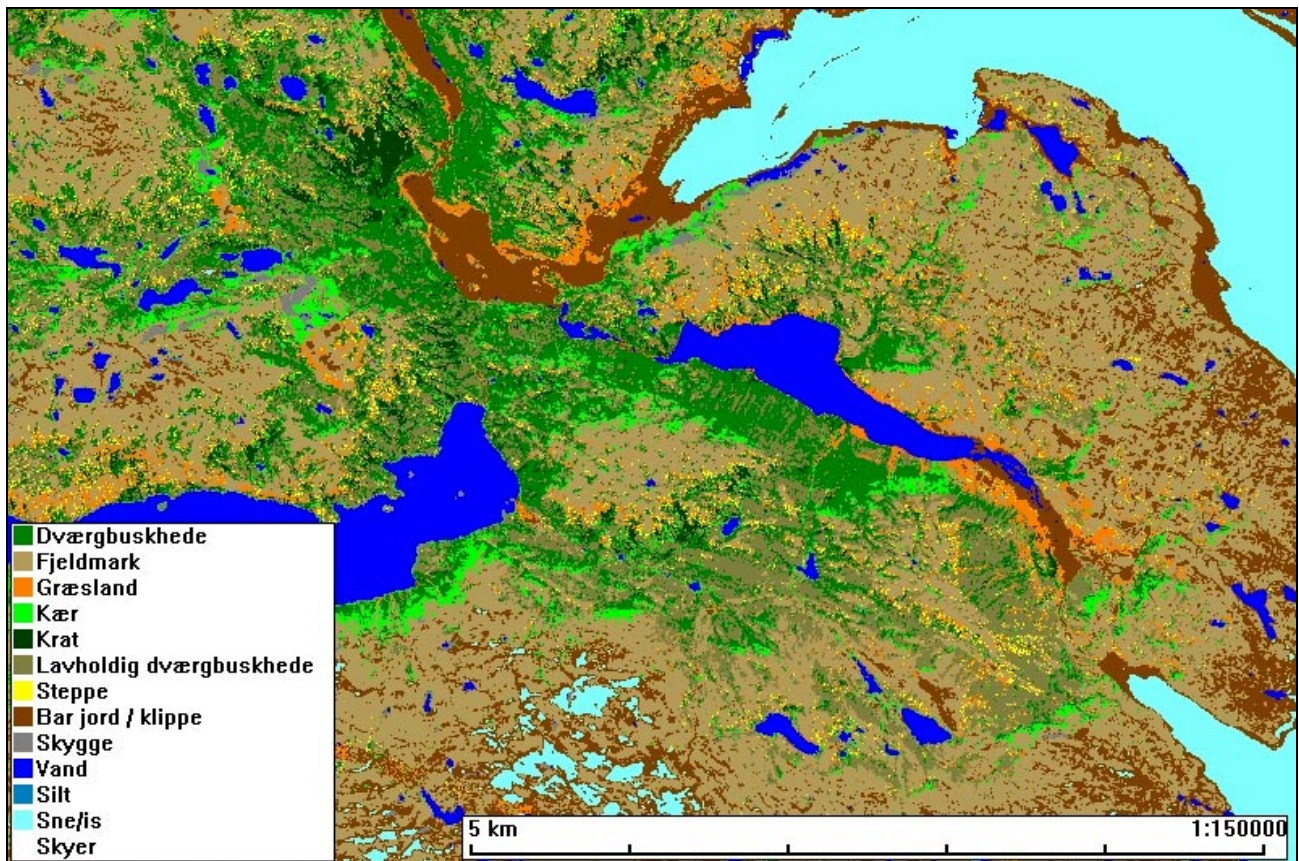 Dværgbuskhede
Fjeldmark
Græsland
Kær
Krat
Lavholdig dværgbuskhede
Steppe
Bar jord / klippe
Skygge
Vand
Silt
Sne/is
Skyer
5 km 1:150000